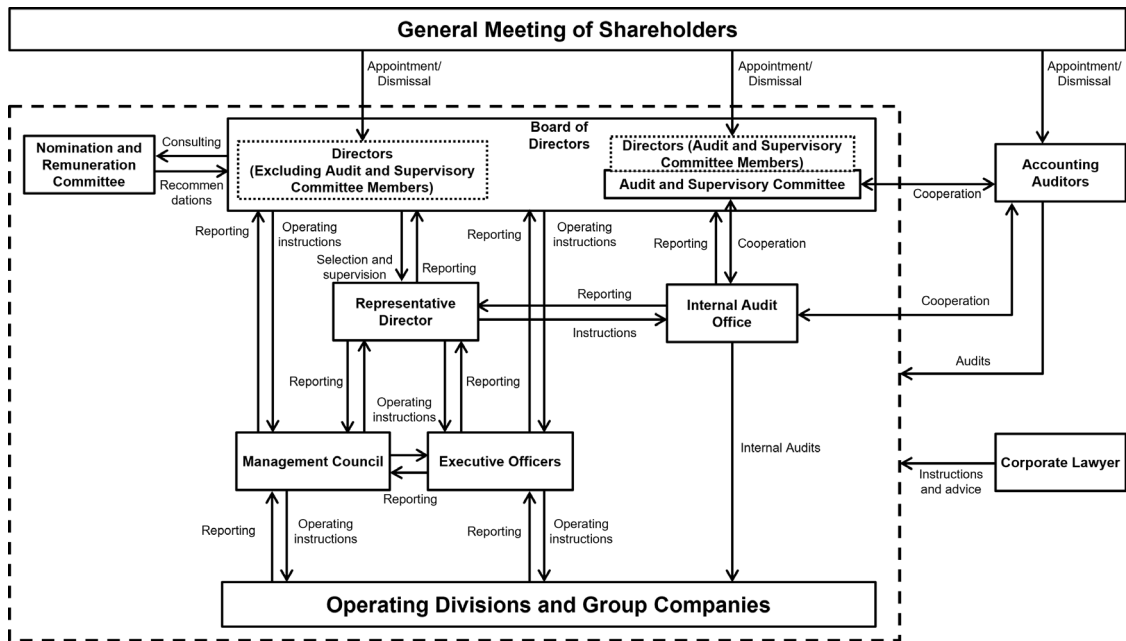 General Meeting of Shareholders
Appointment/
Dismissal
Appointment/
Dismissal
Appointment/
Dismissal
Board of
Directors
Nomination and
Remuneration
Committee
Consulting
Recommen
dations
Directors
(Excluding Audit and Supervisory
Committee Members)
Directors (Audit and Supervisory
Committee Members)
Audit and Supervisory Committee
Cooperation
Accounting
Auditors
Reporting
Operating
instructions
Selection and
supervision
Reporting
Reporting
Operating
instructions
Reporting
Cooperation
Representative
Director
Reporting
Instructions
Internal Audit
Office
Cooperation
Audits
Reporting
Operating
instructions
Reporting
Internal Audits
Management Council
Executive Officers
Reporting
Corporate Lawyer
Instructions
and advice
Reporting
Operating
instructions
Reporting
Operating
instructions
Operating Divisions and Group Companies